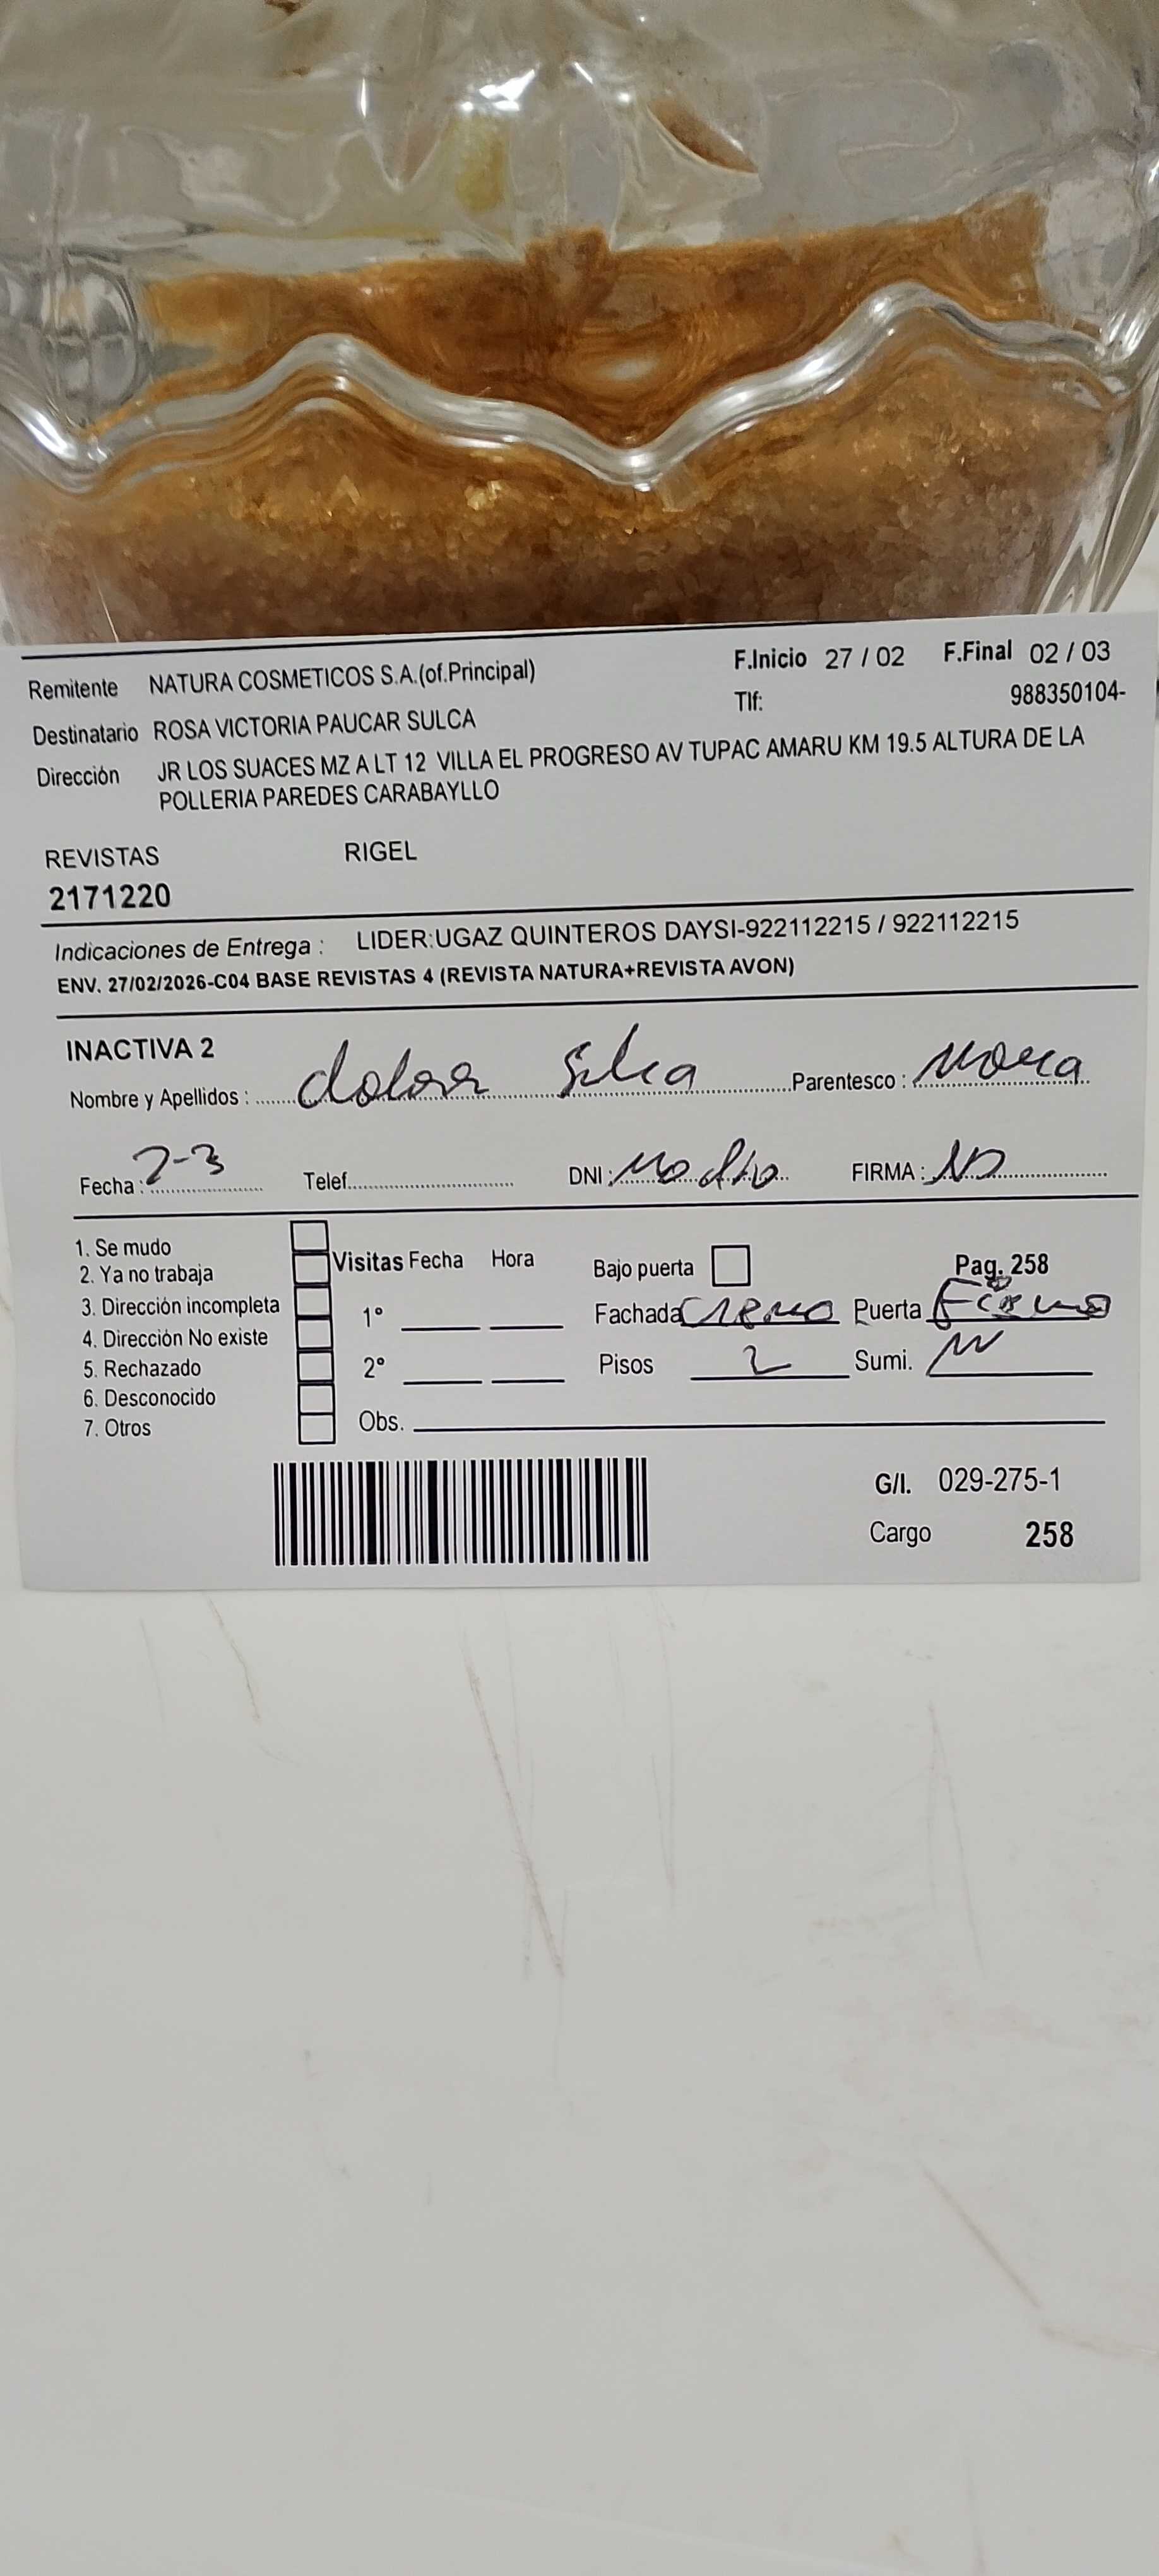 Remitente NATURA COSMETICOS S.A.(of.Principal) F.Inicio 27 / 02 F.Final 02 / 03
Tlf: 988350104-
Destinatario ROSA VICTORIA PAUCAR SULCA
Dirección JR LOS SUACES MZ A LT 12 VILLA EL PROGRESO AV TUPAC AMARU KM 19.5 ALTURA DE LA
POLLERIA PAREDES CARABAYLLO
REVISTAS RIGEL
2171220
Indicaciones de Entrega : LIDER:UGAZ QUINTEROS DAYSI-922112215 / 922112215
ENV. 27/02/2026-C04 BASE REVISTAS 4 (REVISTA NATURA+REVISTA AVON)
INACTIVA 2
Nombre y Apellidos : Sulca Parentesco :
Fecha : 2-3 Telef. DNI : FIRMA :
1. Se mudo
2. Ya no trabaja
3. Dirección incompleta
4. Dirección No existe
5. Rechazado
6. Desconocido
7. Otros
Visitas Fecha Hora
1°
2°
Obs.
Bajo puerta Pag. 258
Fachada Puerta
Pisos 2 Sumi.
G/I. 029-275-1
Cargo 258